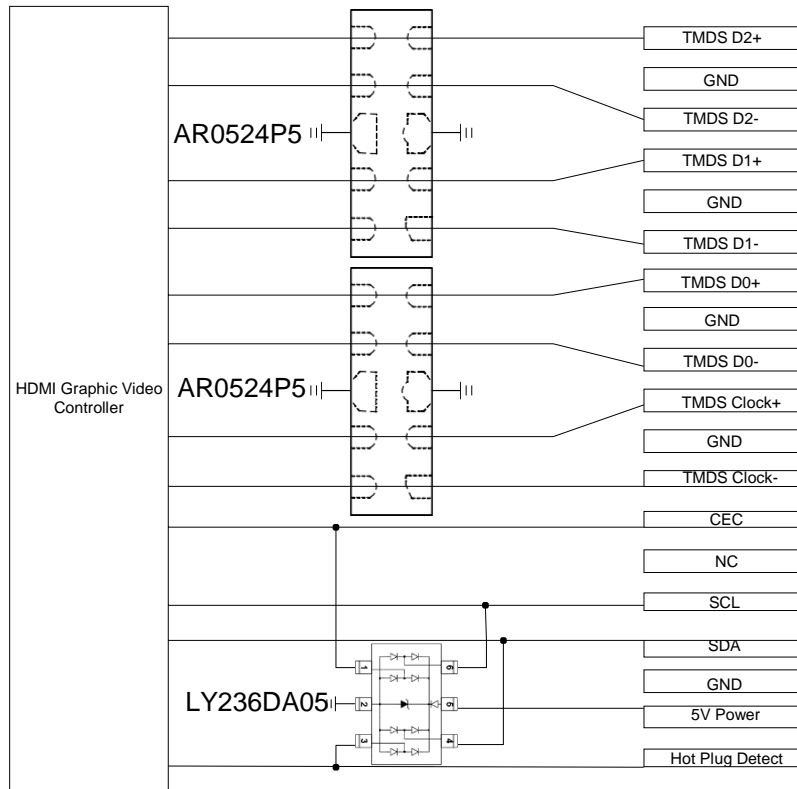 TMDS D2+
GND
AR0524P5
TMDS D2-
TMDS D1+
GND
TMDS D1-
TMDS D0+
GND
TMDS D0-
HDMI Graphic Video
Controller
AR0524P5
TMDS Clock+
GND
TMDS Clock-
CEC
NC
SCL
SDA
1
6
GND
LY236DA05
2
5
5V Power
3
4
Hot Plug Detect